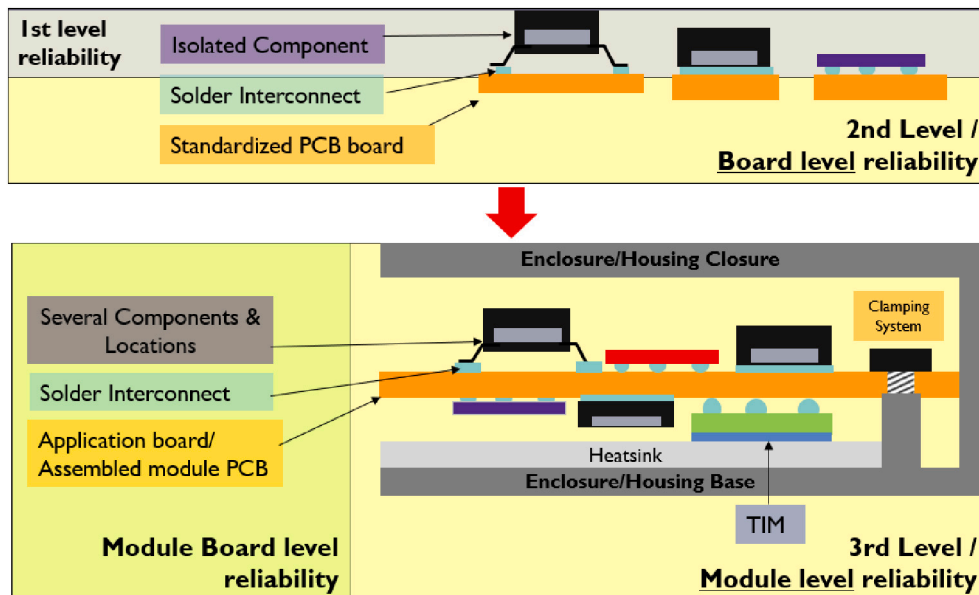 1st level
reliability
Isolated Component
Solder Interconnect
Standardized PCB board
2nd Level /
Board level reliability
Enclosure/Housing Closure
Several Components &
Locations
Clamping
System
Solder Interconnect
Application board/
Assembled module PCB
Heatsink
Enclosure/Housing Base
TIM
Module Board level
reliability
3rd Level /
Module level reliability